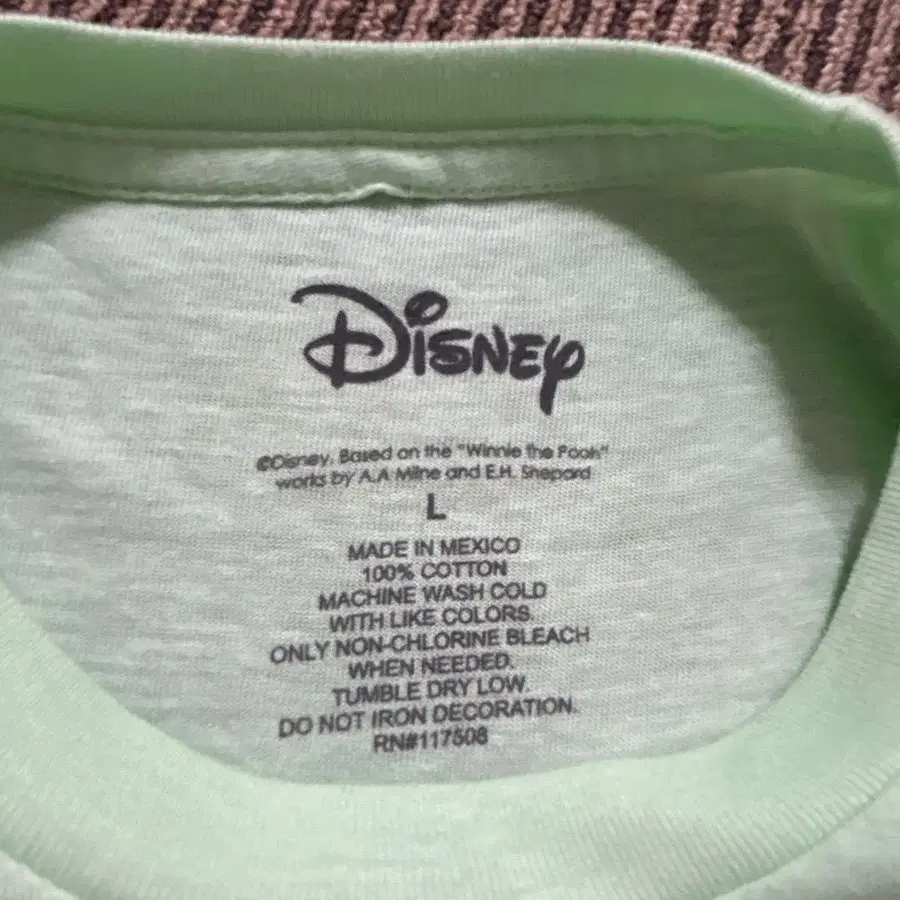 Disney
©Disney. Based on the "Winnie the Pooh"
works by A.A Milne and E.H. Shepard
L
MADE IN MEXICO
100% COTTON
MACHINE WASH COLD
WITH LIKE COLORS.
ONLY NON-CHLORINE BLEACH
WHEN NEEDED.
TUMBLE DRY LOW.
DO NOT IRON DECORATION.
RN#117508